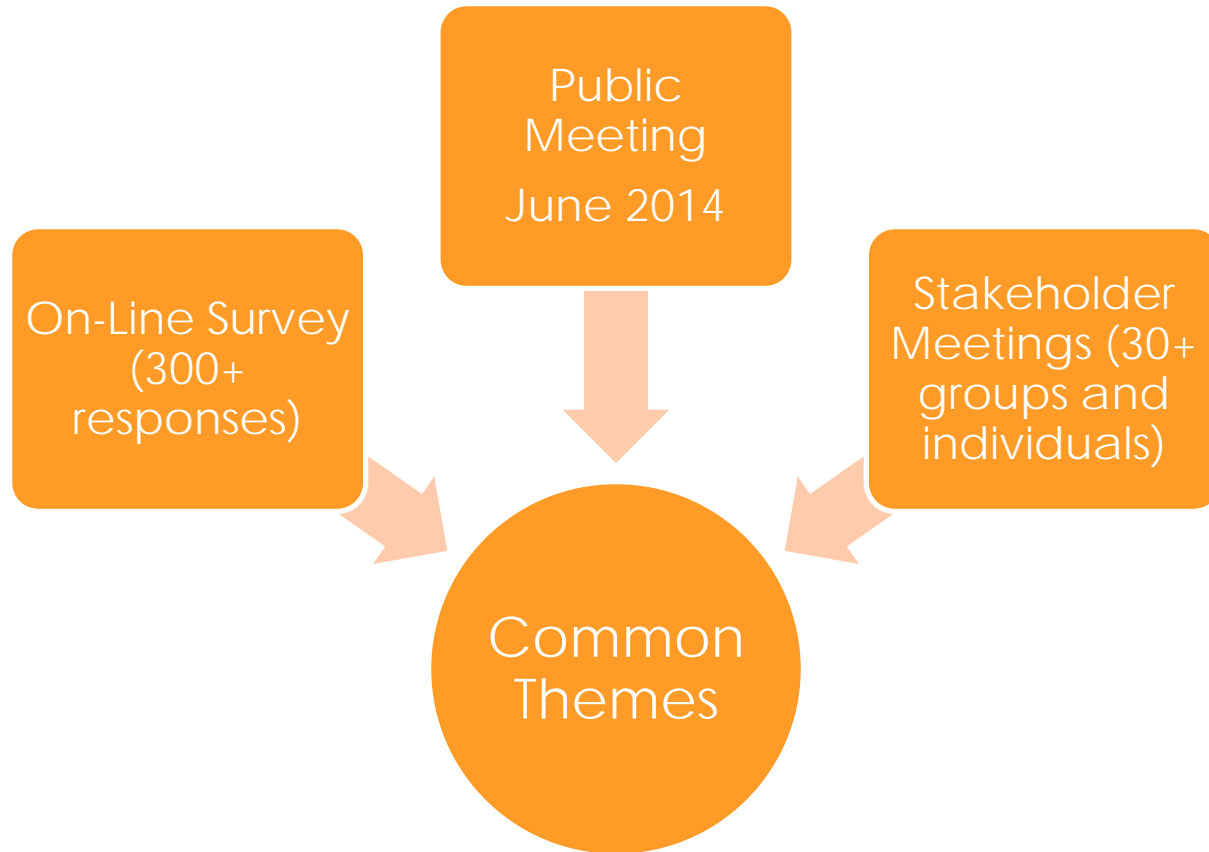 Public
Meeting
June 2014
On-Line Survey
(300+
responses)
Stakeholder
Meetings (30+
groups and
individuals)
Common
Themes